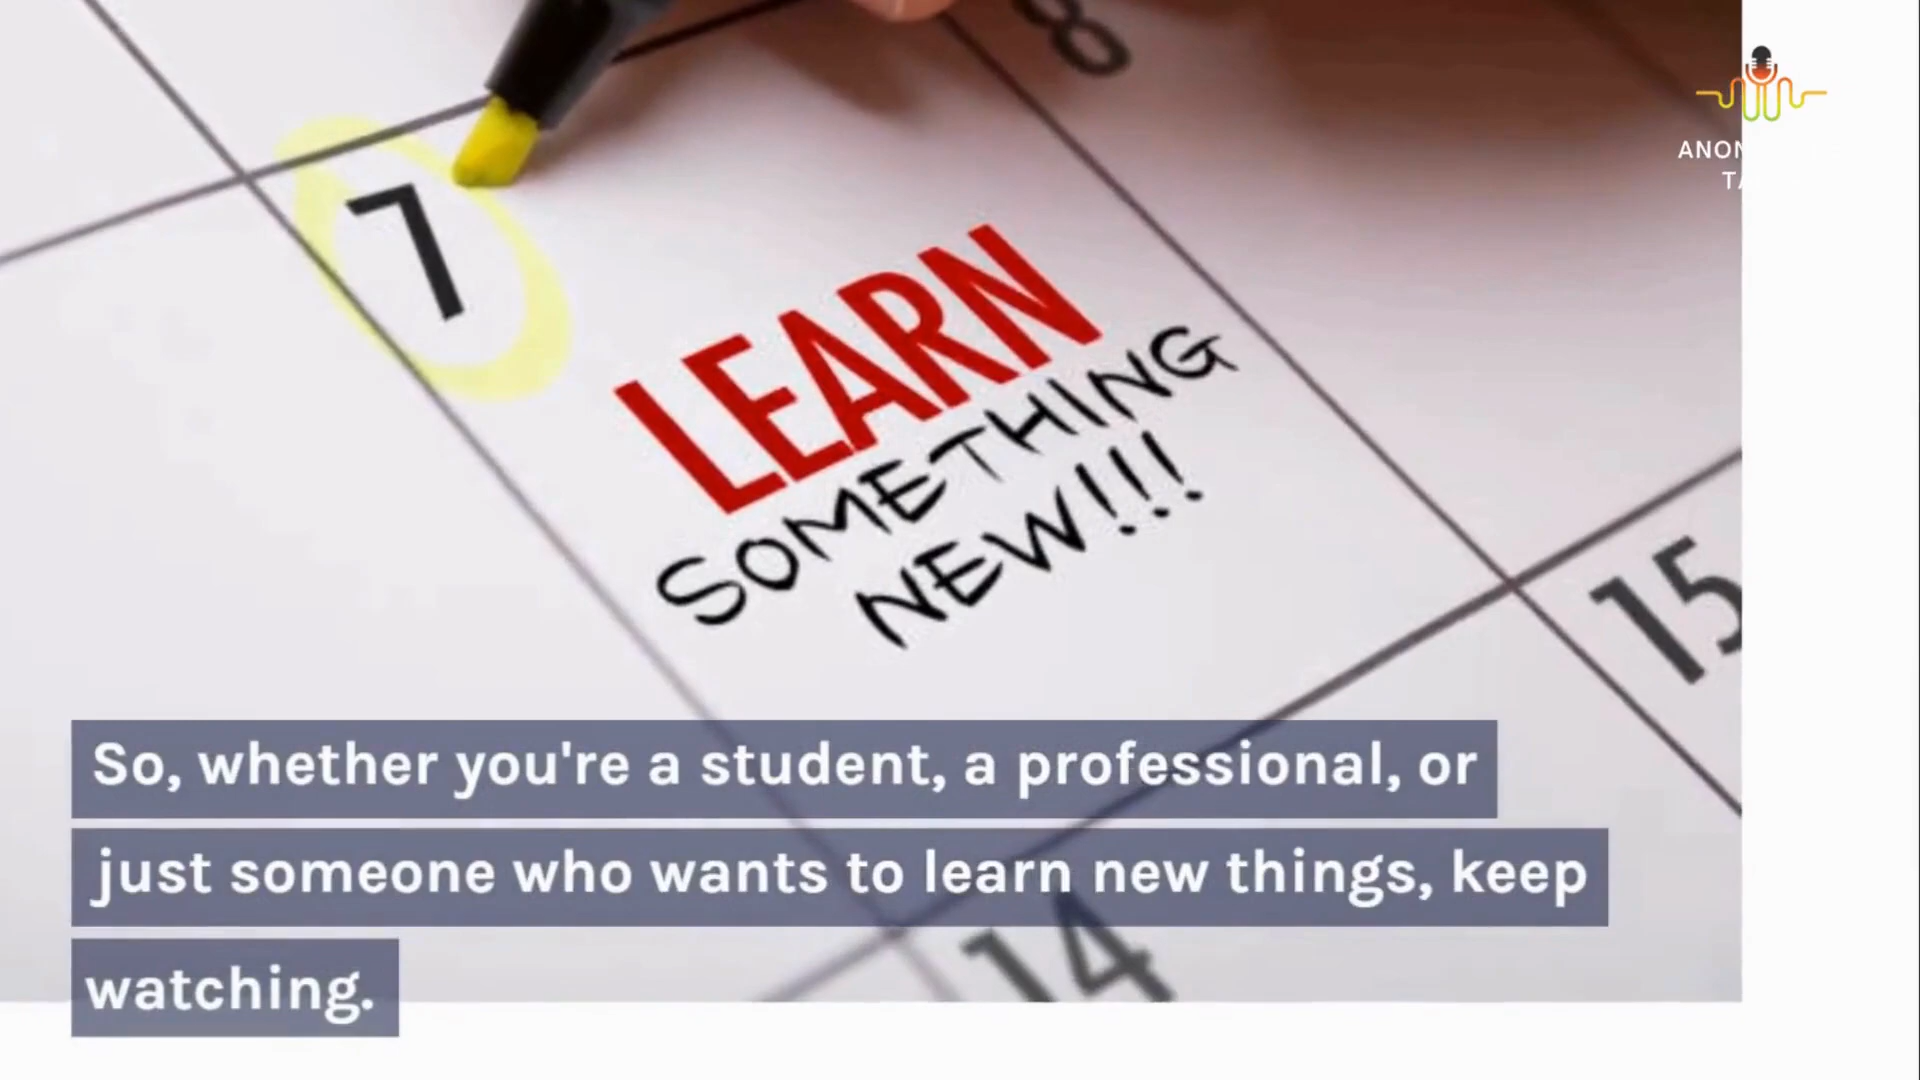 8
7
LEARN
SOMETHING
NEW!!!
15
So, whether you're a student, a professional, or
just someone who wants to learn new things, keep
watching.
14